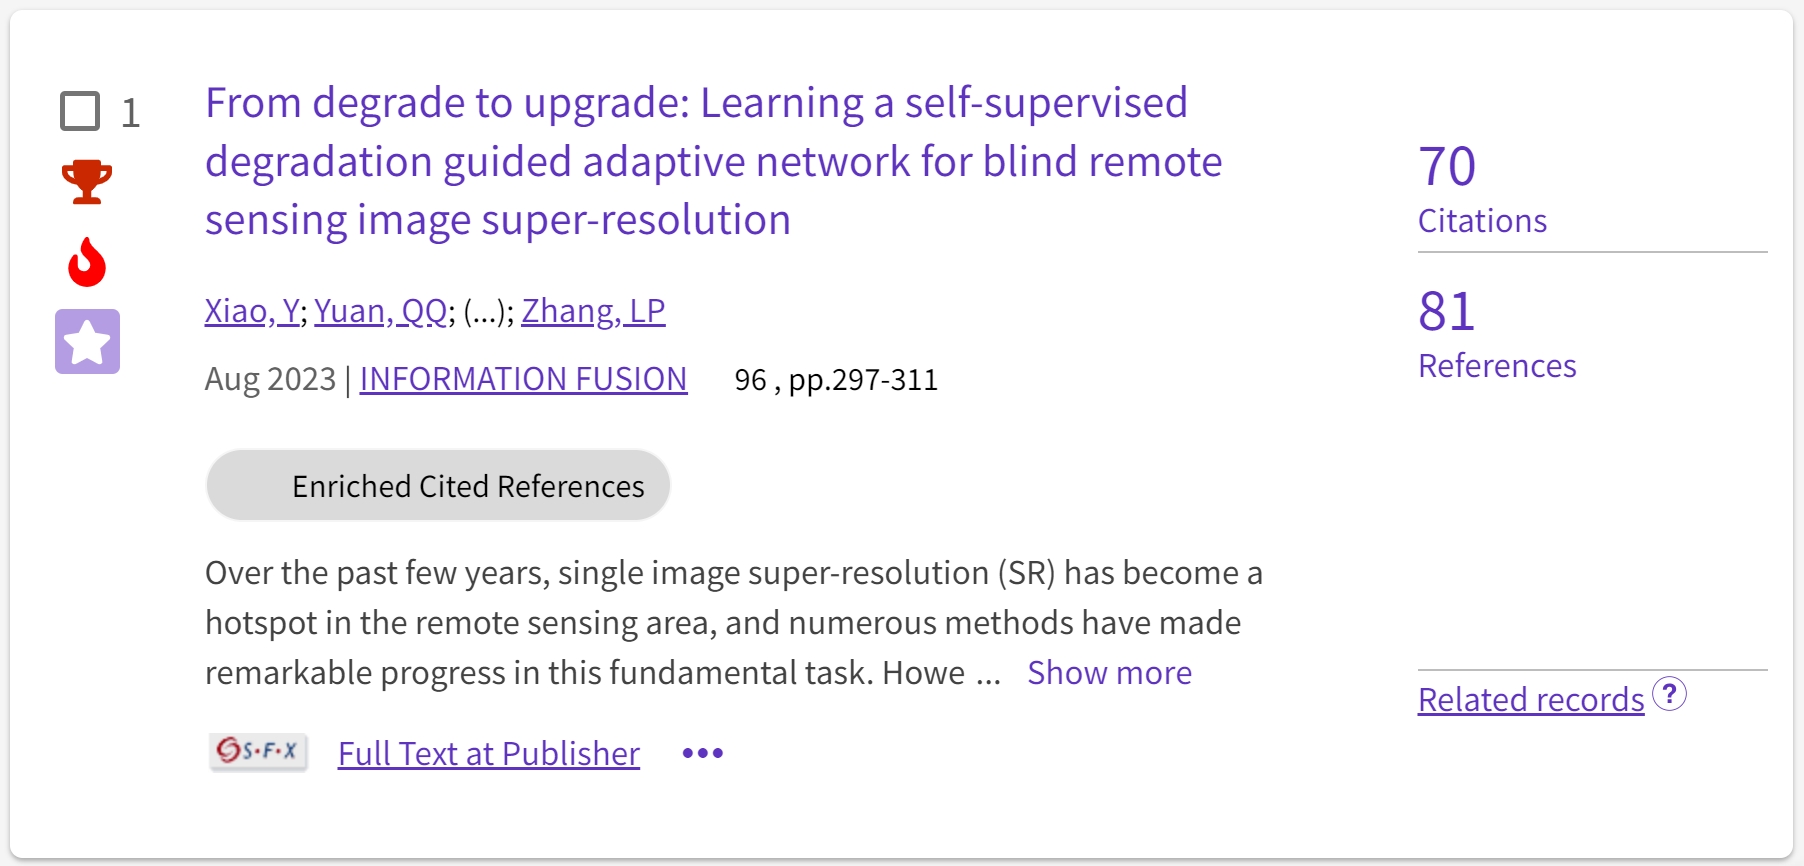 1
From degrade to upgrade: Learning a self-supervised
degradation guided adaptive network for blind remote
sensing image super-resolution
Xiao, Y; Yuan, QQ; (...); Zhang, LP
Aug 2023 | INFORMATION FUSION 96 , pp.297-311
Enriched Cited References
Over the past few years, single image super-resolution (SR) has become a
hotspot in the remote sensing area, and numerous methods have made
remarkable progress in this fundamental task. Howe ... Show more
S·F·X Full Text at Publisher •••
70
Citations
81
References
Related records ?